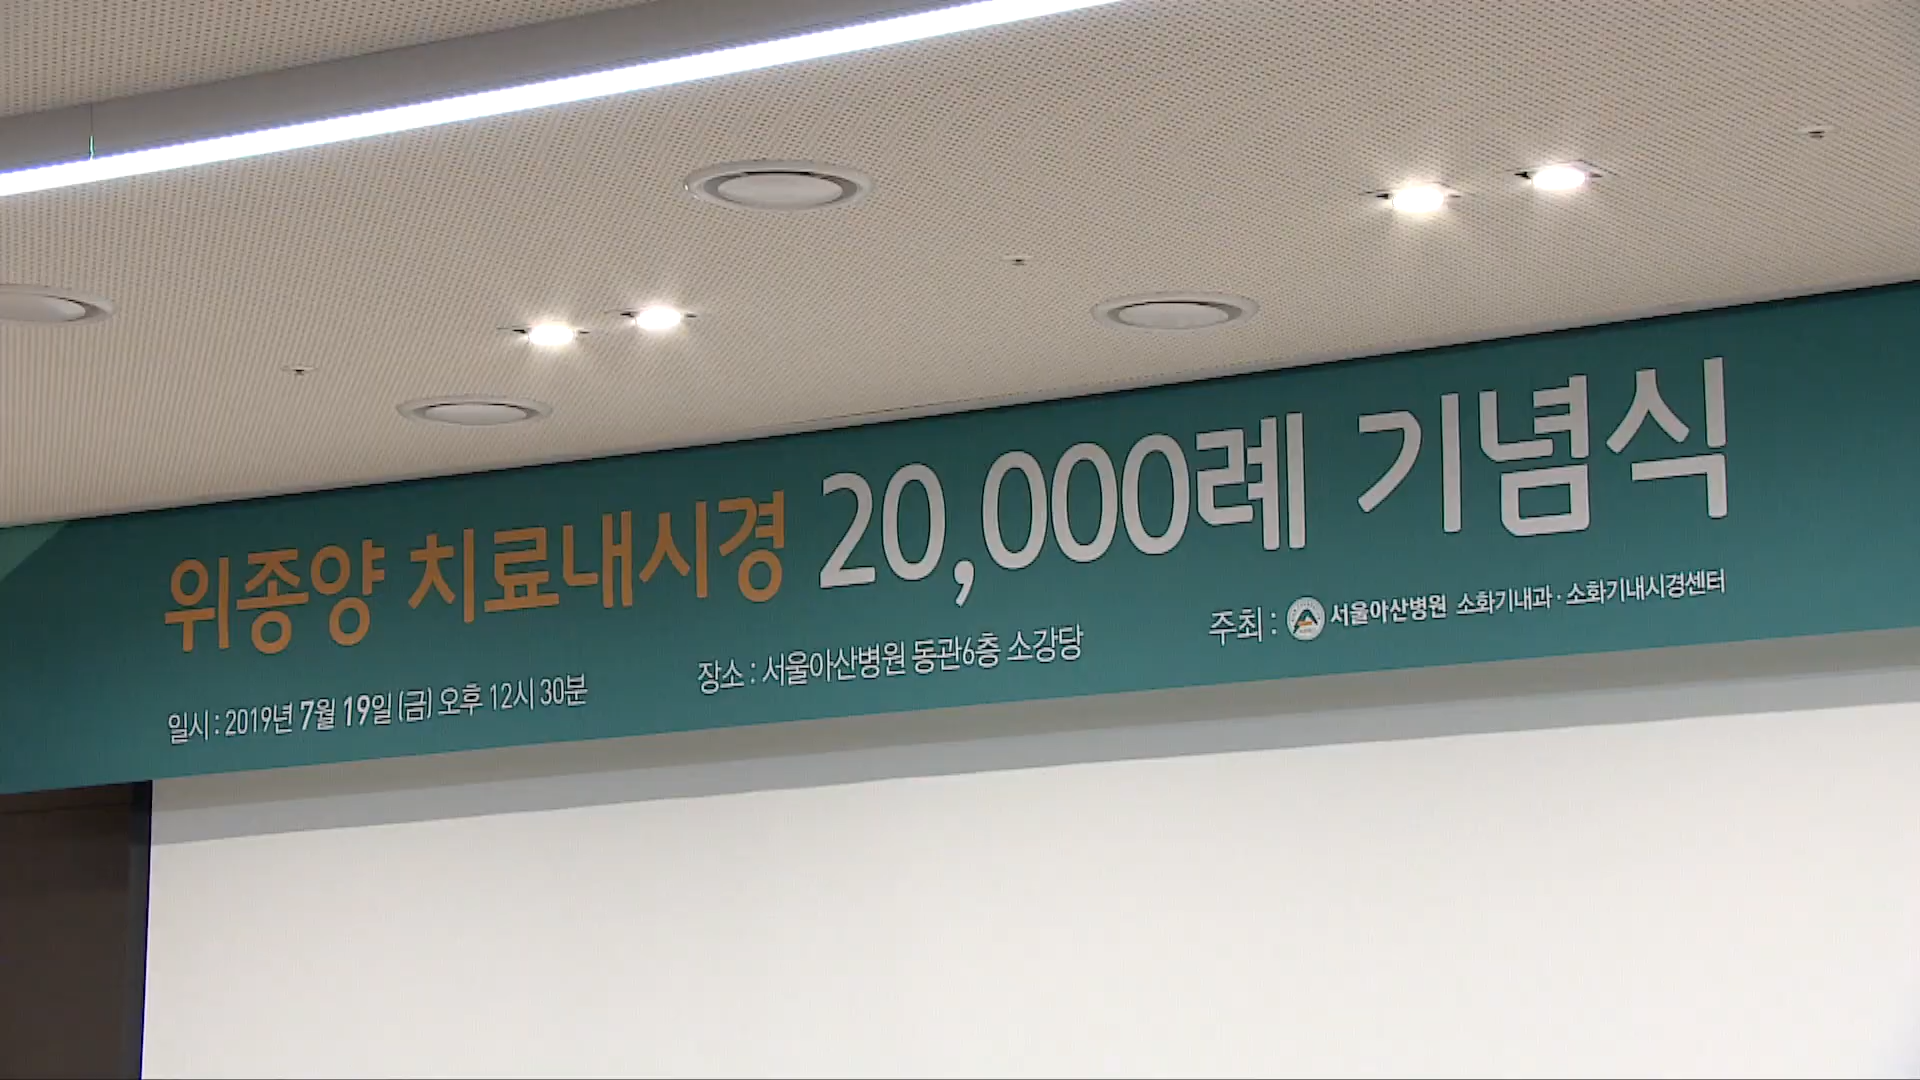 위종양 치료내시경 20,000례 기념식
일시 : 2019년 7월 19일 (금) 오후 12시 30분 장소 : 서울아산병원 동관6층 소강당 주최 : 서울아산병원 소화기내과 · 소화기내시경센터